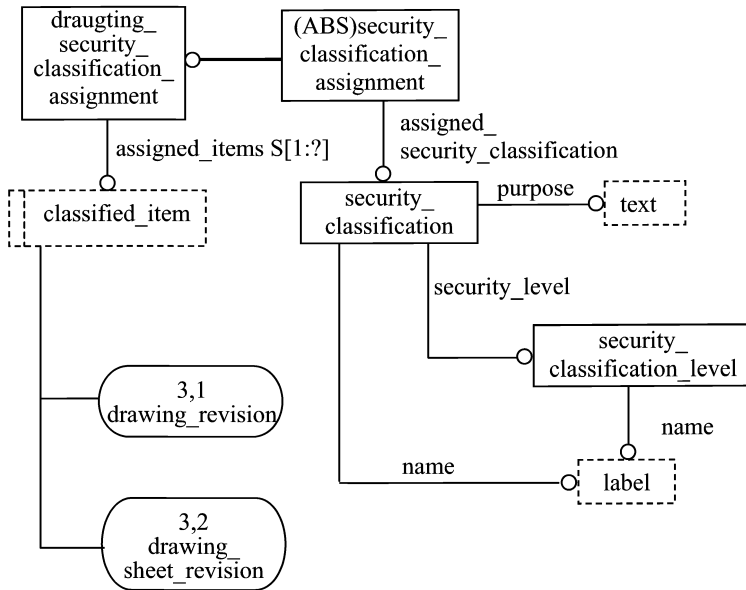 draugting_
security_
classification_
assignment
(ABS)security_
classification_
assignment
assigned_items S[1:?]
assigned_
security_classification
classified_item
security_
classification
purpose
text
security_level
security_
classification_level
3,1
drawing_revision
name
name
label
3,2
drawing_
sheet_revision